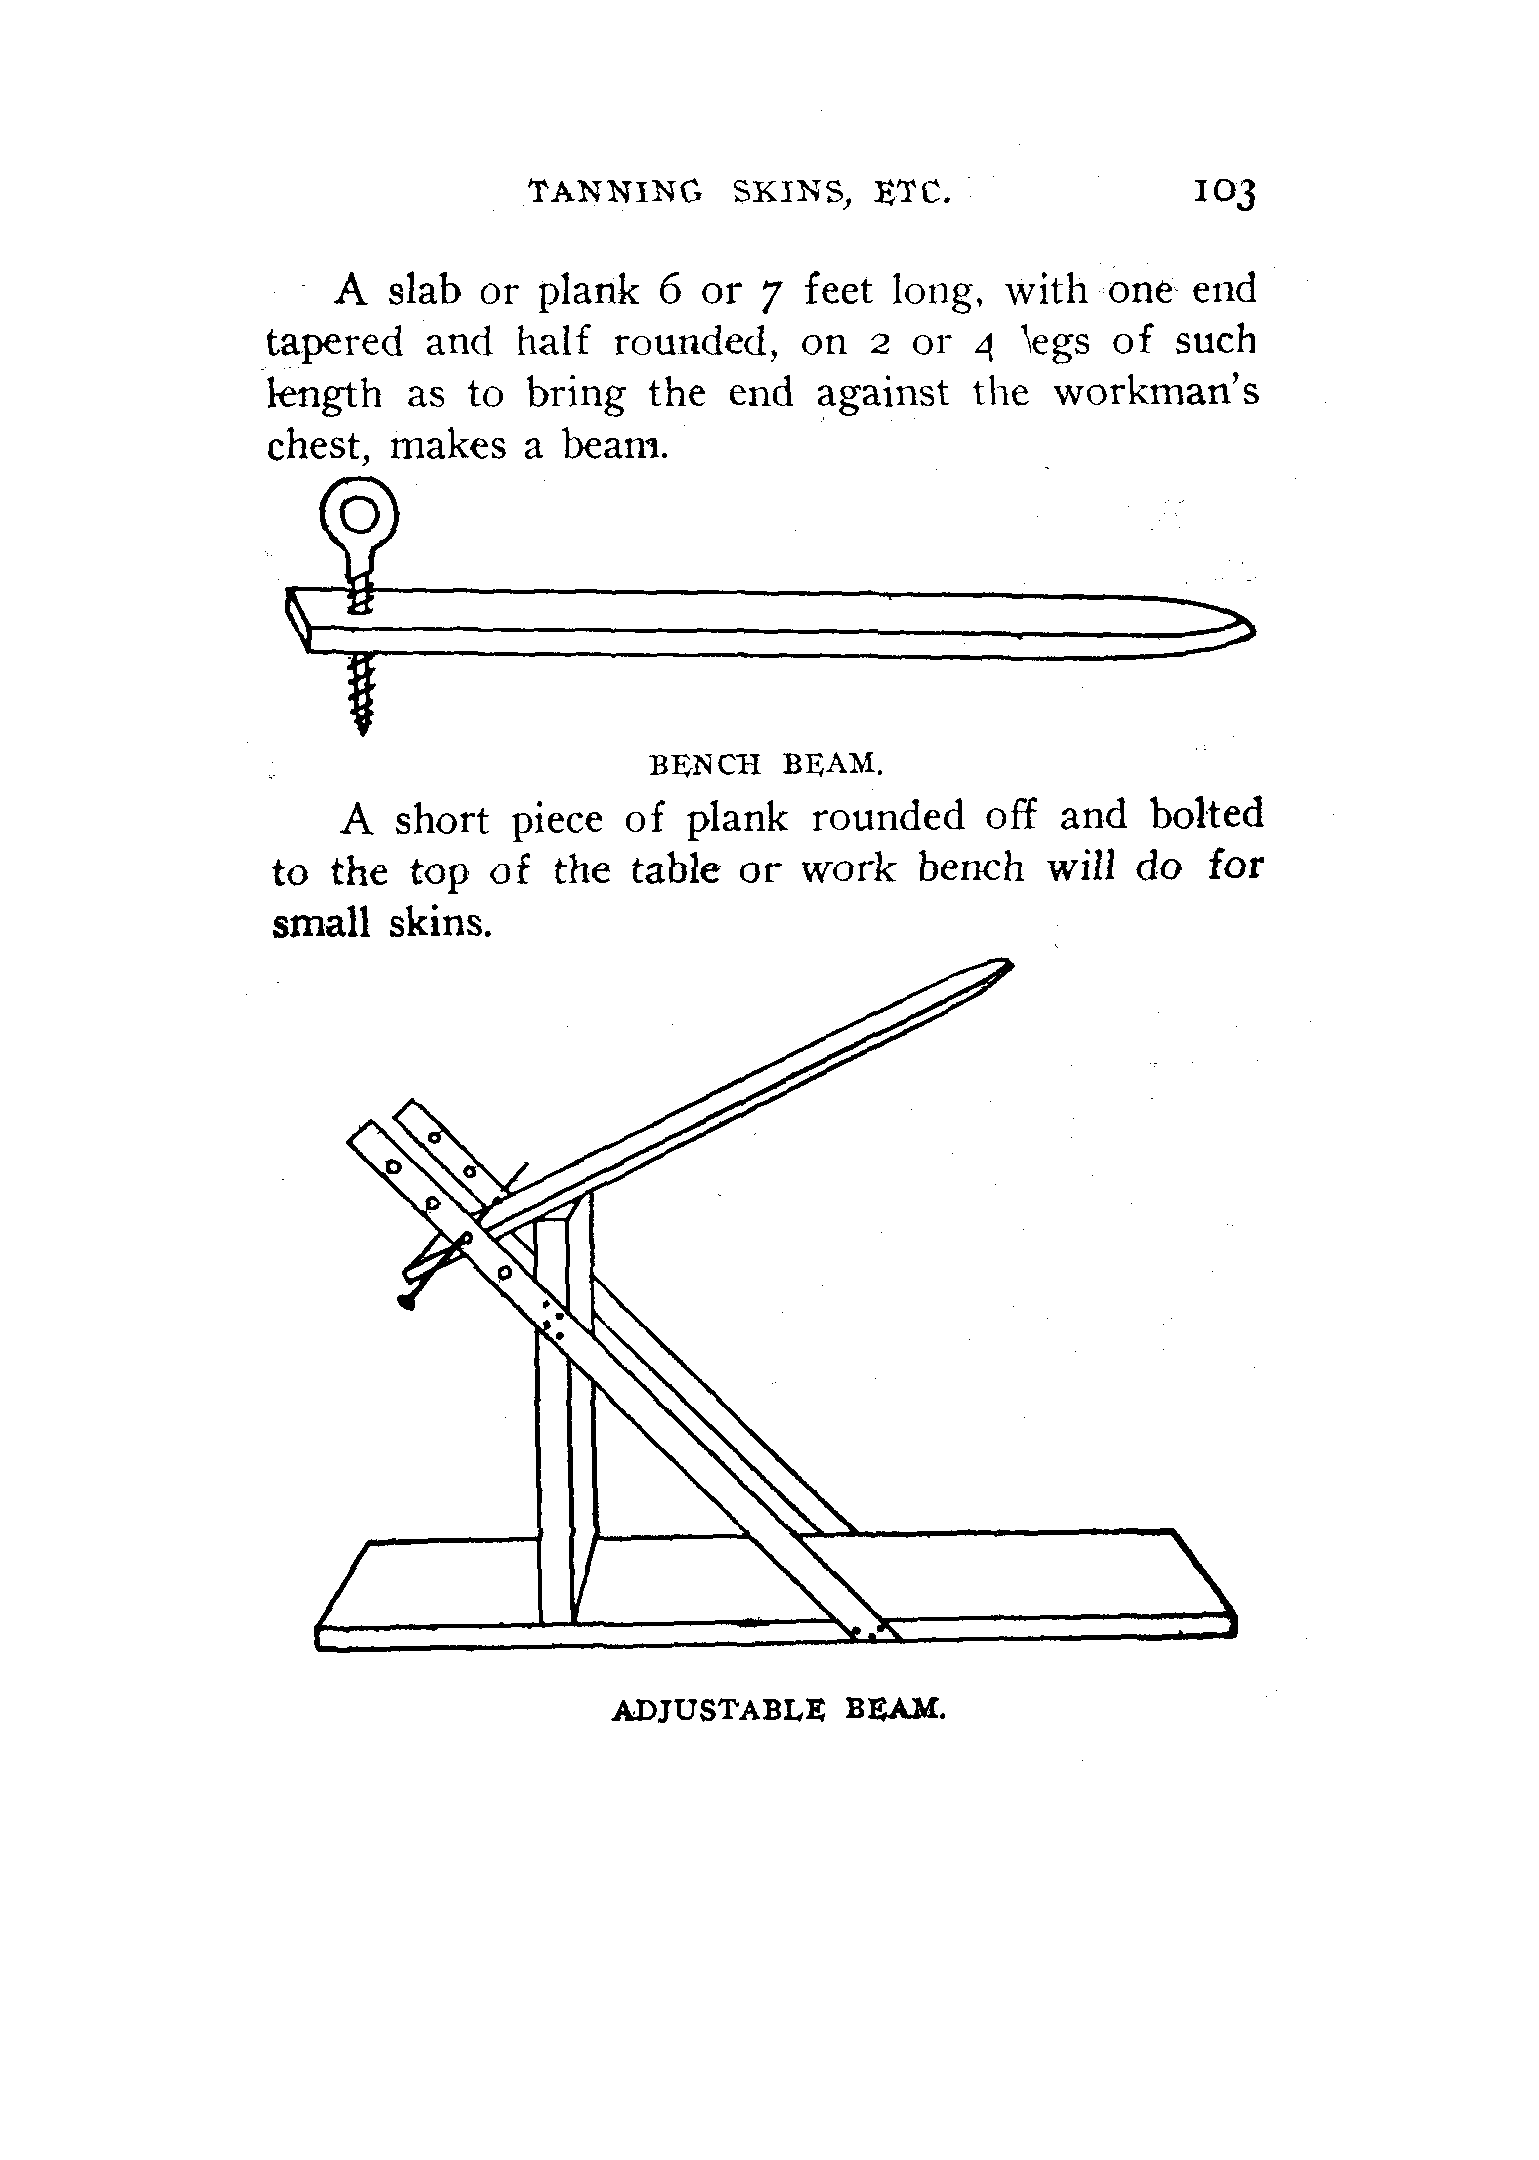 TANNING SKINS, ETC. 103
A slab or plank 6 or 7 feet long, with one end
tapered and half rounded, on 2 or 4 legs of such
length as to bring the end against the workman's
chest, makes a beam.
BENCH BEAM.
A short piece of plank rounded off and bolted
to the top of the table or work bench will do for
small skins.
ADJUSTABLE BEAM.